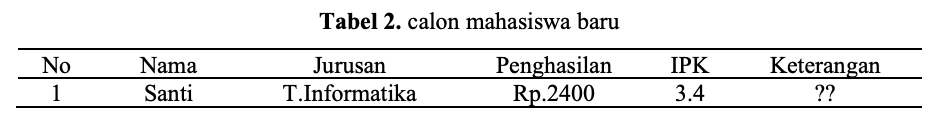 Tabel 2. calon mahasiswa baru
No Nama Jurusan Penghasilan IPK Keterangan
1 Santi T.Informatika Rp.2400 3.4 ??